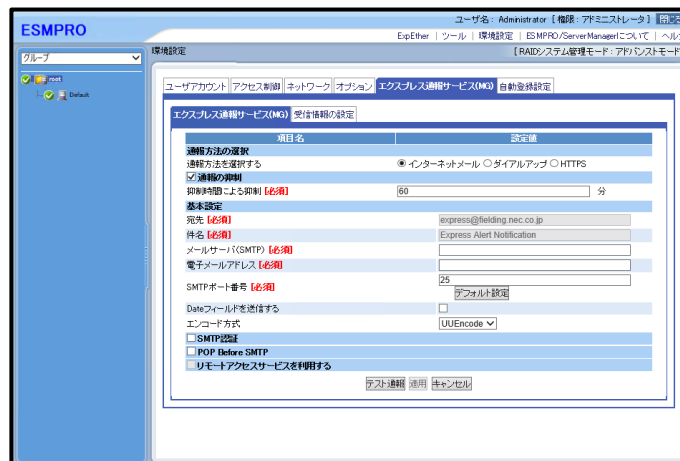 ESMPRO
ユーザ名： Administrator [ 権限：アドミニストレータ ]
ExpEther | ツール | 環境設定 | ESMPRO/ServerManagerについて |
グループ
環境設定
[ RAIDシステム管理モード：アドバンストモード
root
Default
ユーザアカウント アクセス制御 ネットワーク オプション エクスプレス通報サービス(MG) 自動登録設定
エクスプレス通報サービス(MG) 受信情報の設定
項目名 設定値
通報方法の選択
通報方法を選択する インターネットメール ダイアルアップ HTTPS
通報の抑制
抑制時間による抑制 [必須] 60 分
基本設定
宛先 [必須] express@fielding.nec.co.jp
件名 [必須] Express Alert Notification
メールサーバ(SMTP) [必須]
電子メールアドレス [必須]
SMTPポート番号 [必須] 25
デフォルト設定
Dateフィールドを送信する
エンコード方式 UUEncode
SMTP認証
POP Before SMTP
リモートアクセスサービスを利用する
テスト通報 適用 キャンセル